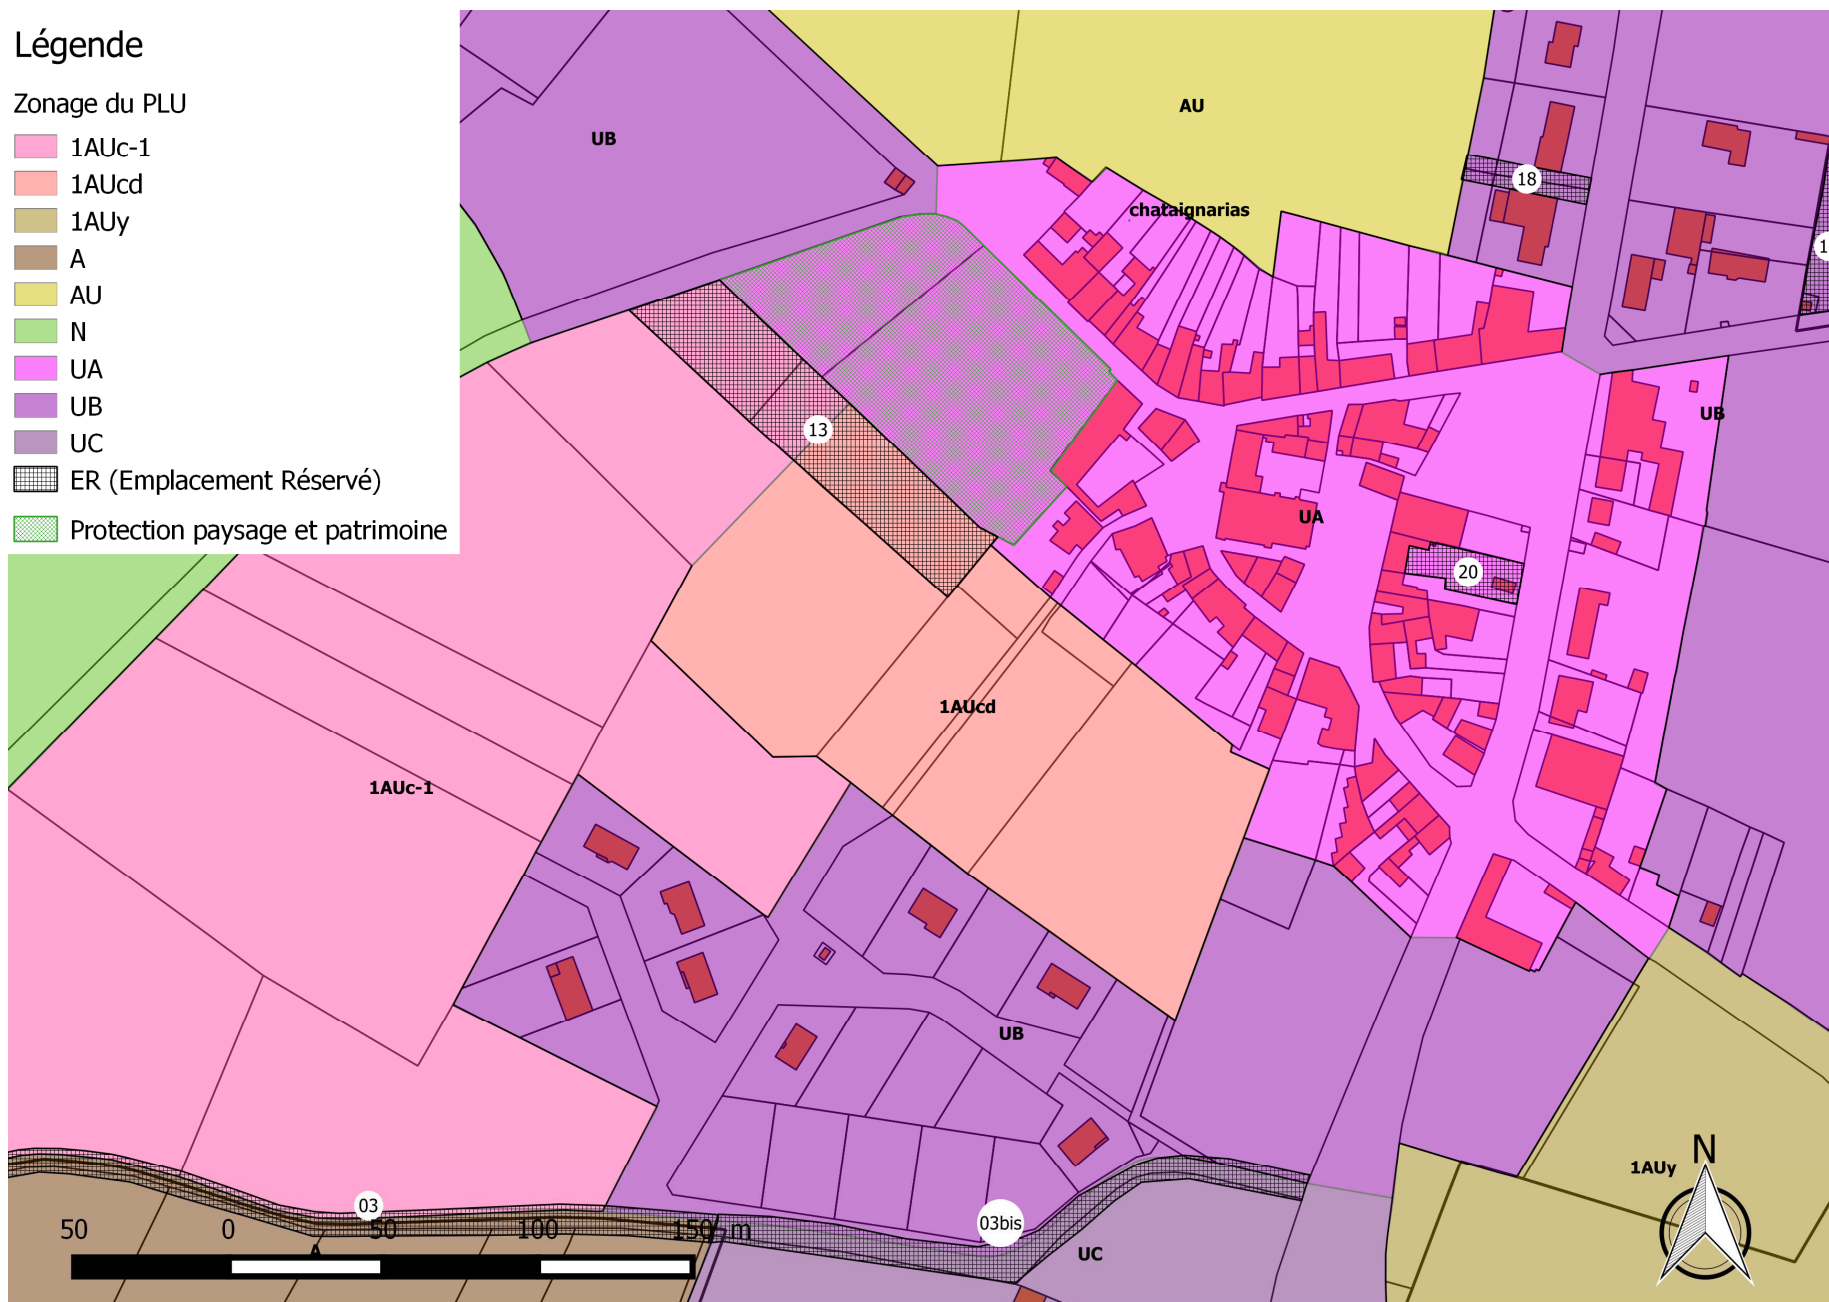 Légende
Zonage du PLU
1AUc-1
1AUcd
1AUy
A
AU
N
UA
UB
UC
ER (Emplacement Réservé)
Protection paysage et patrimoine
UB
AU
chataignarias
18
1
13
UB
UA
20
1AUcd
1AUc-1
UB
N
1AUy
03
03bis
UC
A
50 0 50 100 150 m